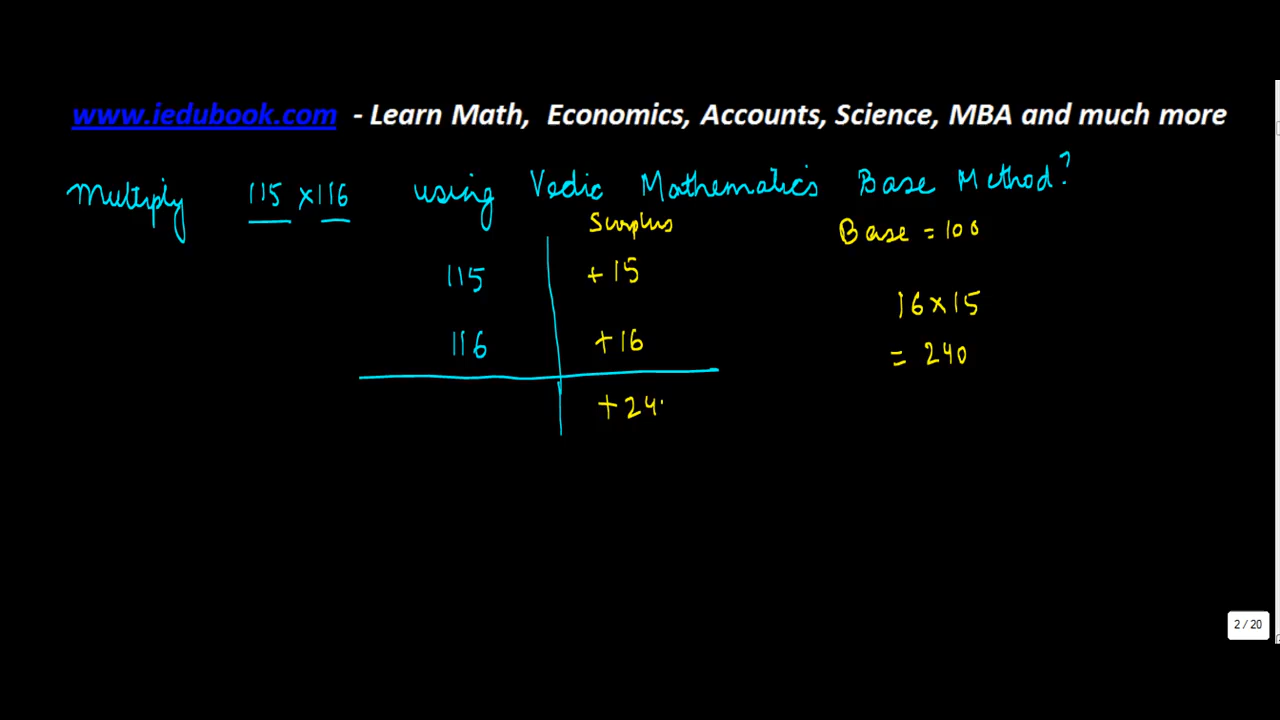 www.iedubook.com - Learn Math, Economics, Accounts, Science, MBA and much more
Multiply 115 × 116 using Vedic Mathematics Base Method?
Surplus
Base = 100
115 + 15
16 × 15
116 + 16
= 240
+ 24
2 / 20